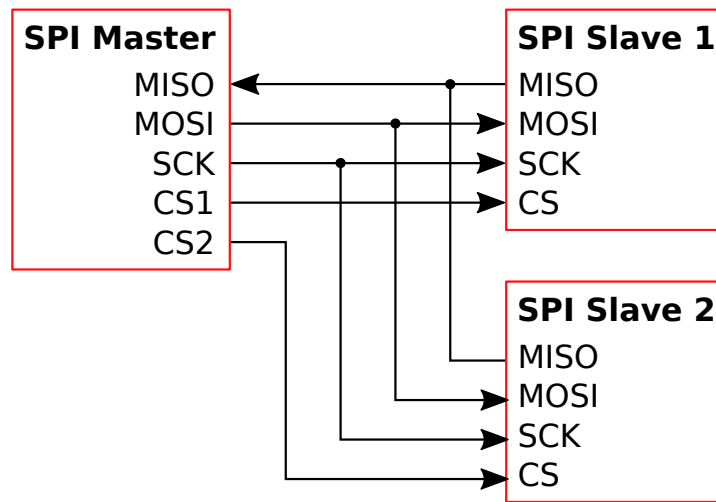 SPI Master
MISO
MOSI
SCK
CS1
CS2
SPI Slave 1
MISO
MOSI
SCK
CS
SPI Slave 2
MISO
MOSI
SCK
CS